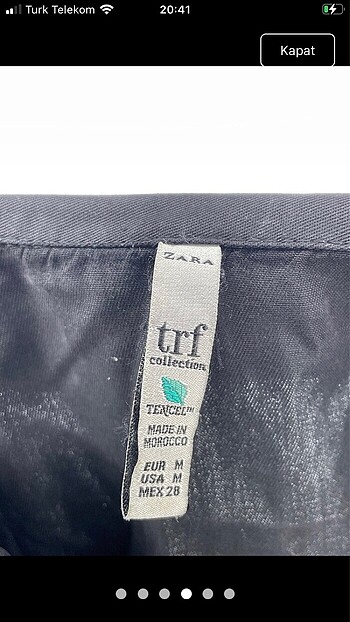 Turk Telekom
20:41
Kapat
ZARA
trf
collection
TENCEL™
MADE IN
MOROCCO
EUR M
USA M
MEX 28